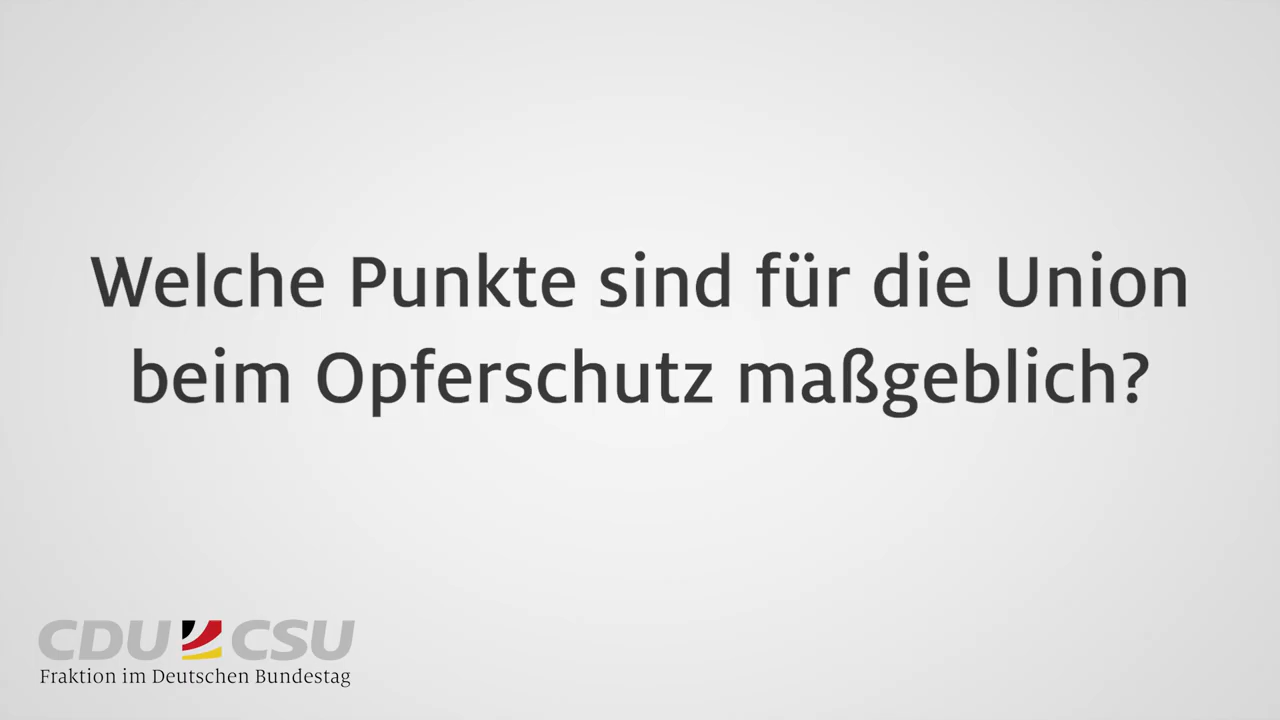 Welche Punkte sind für die Union
beim Opferschutz maßgeblich?
CDU CSU
Fraktion im Deutschen Bundestag